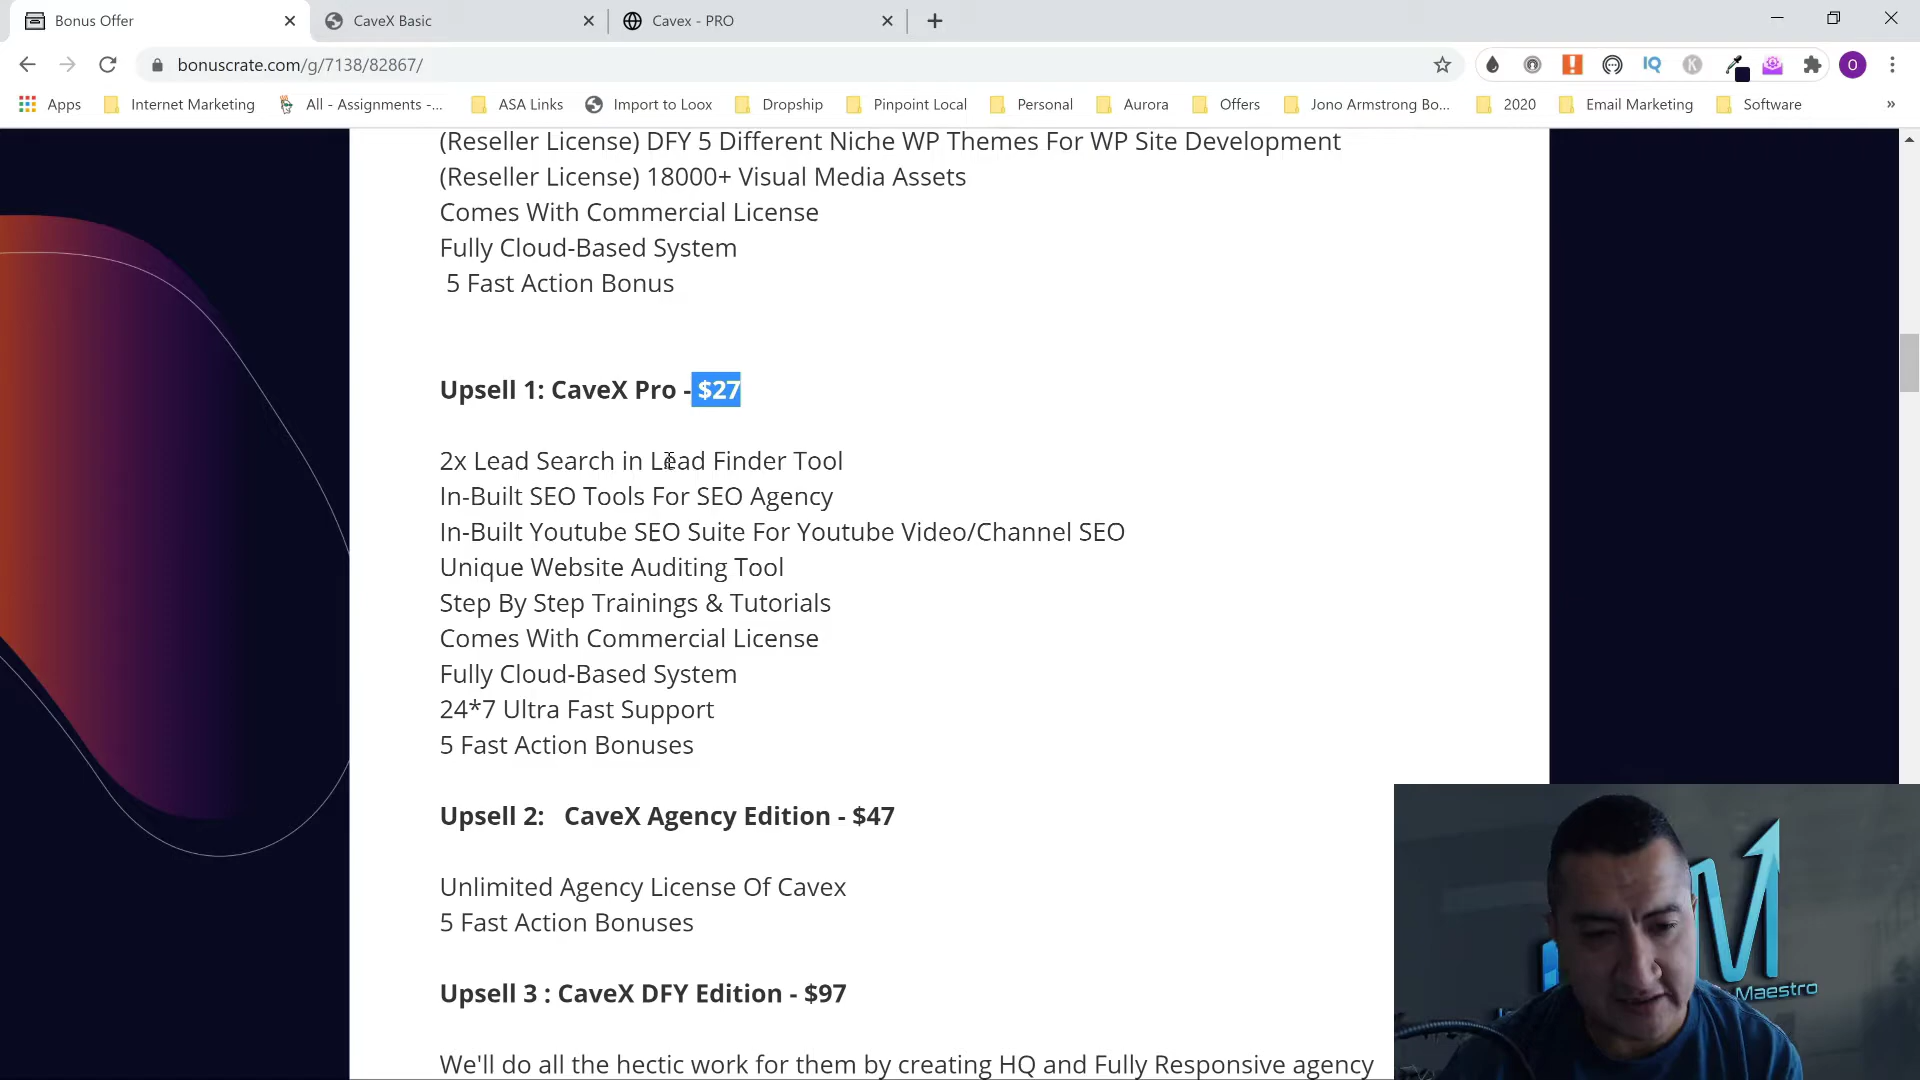 Bonus Offer
CaveX Basic
Cavex - PRO
bonuscrate.com/g/7138/82867/
IQ
K
O
Apps
Internet Marketing
All - Assignments -...
ASA Links
Import to Loox
Dropship
Pinpoint Local
Personal
Aurora
Offers
Jono Armstrong Bo...
2020
Email Marketing
Software
»
(Reseller License) DFY 5 Different Niche WP Themes For WP Site Development
(Reseller License) 18000+ Visual Media Assets
Comes With Commercial License
Fully Cloud-Based System
5 Fast Action Bonus
Upsell 1: CaveX Pro - $27
2x Lead Search in Lead Finder Tool
In-Built SEO Tools For SEO Agency
In-Built Youtube SEO Suite For Youtube Video/Channel SEO
Unique Website Auditing Tool
Step By Step Trainings & Tutorials
Comes With Commercial License
Fully Cloud-Based System
24*7 Ultra Fast Support
5 Fast Action Bonuses
Upsell 2: CaveX Agency Edition - $47
Unlimited Agency License Of Cavex
5 Fast Action Bonuses
Upsell 3 : CaveX DFY Edition - $97
We'll do all the hectic work for them by creating HQ and Fully Responsive agency
Maestro